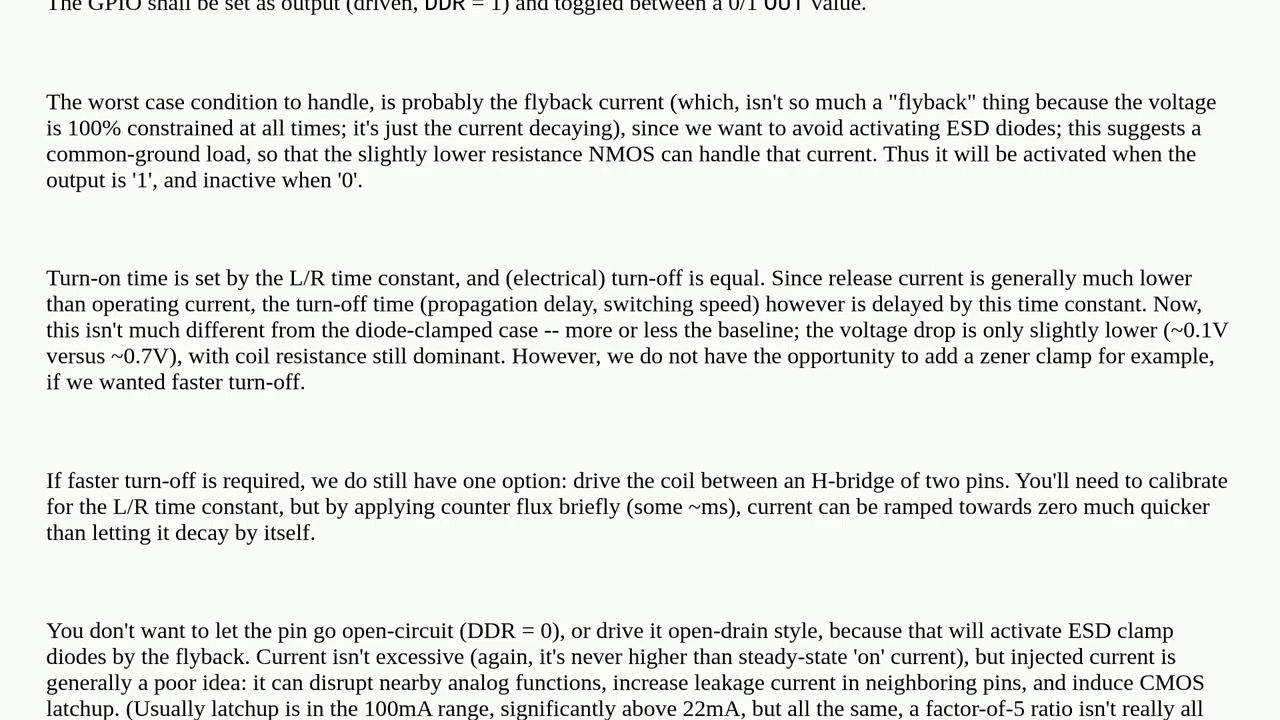 The GPIO shall be set as output (driven, DDR = 1) and toggled between a 0/1 OUT value.
The worst case condition to handle, is probably the flyback current (which, isn't so much a "flyback" thing because the voltage
is 100% constrained at all times; it's just the current decaying), since we want to avoid activating ESD diodes; this suggests a
common-ground load, so that the slightly lower resistance NMOS can handle that current. Thus it will be activated when the
output is '1', and inactive when '0'.
Turn-on time is set by the L/R time constant, and (electrical) turn-off is equal. Since release current is generally much lower
than operating current, the turn-off time (propagation delay, switching speed) however is delayed by this time constant. Now,
this isn't much different from the diode-clamped case -- more or less the baseline; the voltage drop is only slightly lower (~0.1V
versus ~0.7V), with coil resistance still dominant. However, we do not have the opportunity to add a zener clamp for example,
if we wanted faster turn-off.
If faster turn-off is required, we do still have one option: drive the coil between an H-bridge of two pins. You'll need to calibrate
for the L/R time constant, but by applying counter flux briefly (some ~ms), current can be ramped towards zero much quicker
than letting it decay by itself.
You don't want to let the pin go open-circuit (DDR = 0), or drive it open-drain style, because that will activate ESD clamp
diodes by the flyback. Current isn't excessive (again, it's never higher than steady-state 'on' current), but injected current is
generally a poor idea: it can disrupt nearby analog functions, increase leakage current in neighboring pins, and induce CMOS
latchup. (Usually latchup is in the 100mA range, significantly above 22mA, but all the same, a factor-of-5 ratio isn't really all